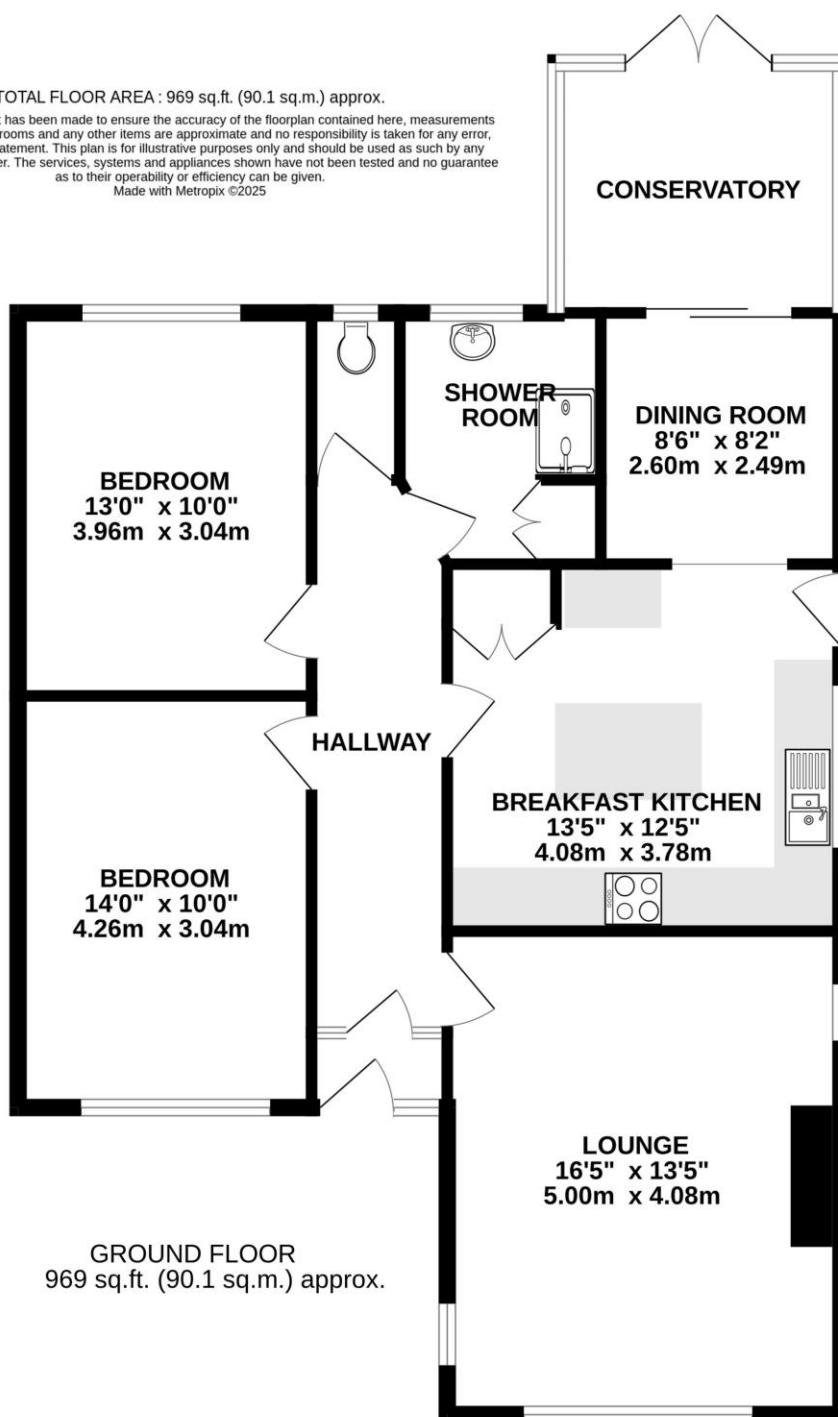 TOTAL FLOOR AREA : 969 sq.ft. (90.1 sq.m.) approx.
has been made to ensure the accuracy of the floorplan contained here, measurements
rooms and any other items are approximate and no responsibility is taken for any error,
This plan is for illustrative purposes only and should be used as such by any
The services, systems and appliances shown have not been tested and no guarantee
as to their operability or efficiency can be given.
Made with Metropix ©2025
CONSERVATORY
SHOWER
ROOM
DINING ROOM
8'6" x 8'2"
2.60m x 2.49m
BEDROOM
13'0" x 10'0"
3.96m x 3.04m
HALLWAY
BREAKFAST KITCHEN
13'5" x 12'5"
4.08m x 3.78m
BEDROOM
14'0" x 10'0"
4.26m x 3.04m
LOUNGE
16'5" x 13'5"
5.00m x 4.08m
GROUND FLOOR
969 sq.ft. (90.1 sq.m.) approx.